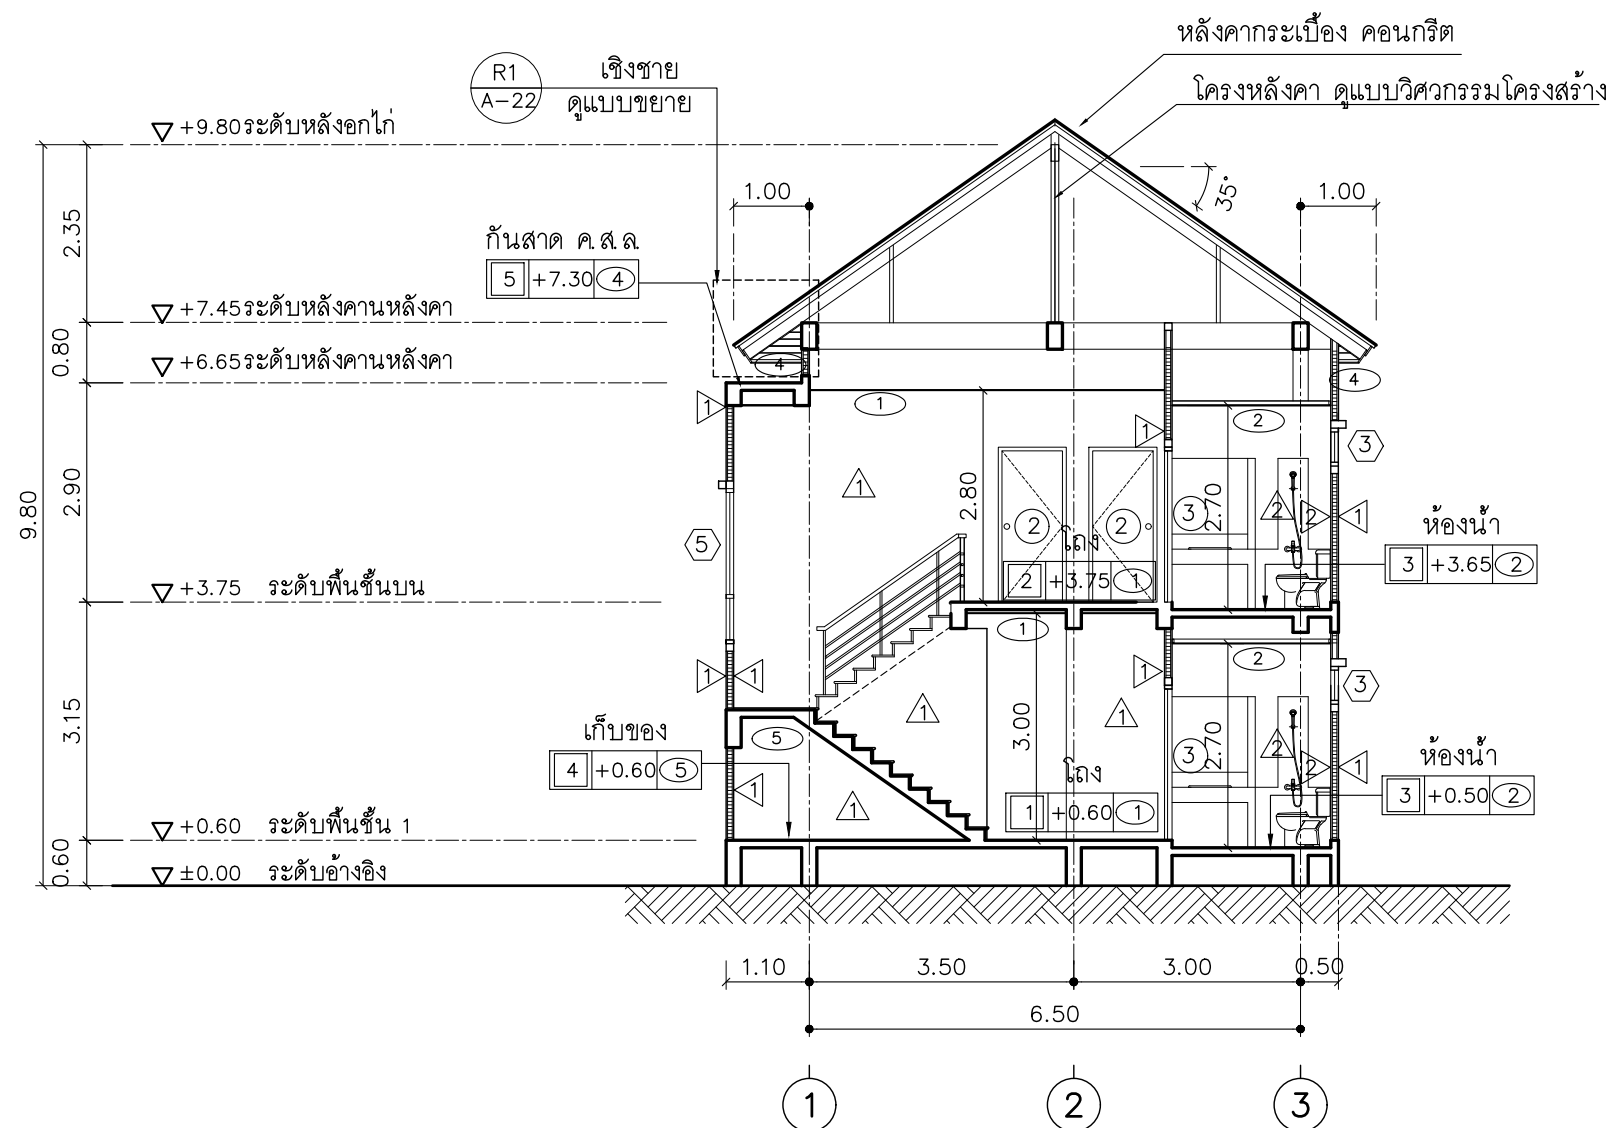 หลังคากระเบื้อง คอนกรีต
R1
A-22
เชิงชาย
ดูแบบขยาย
โครงหลังคา ดูแบบวิศวกรรมโครงสร้าง
+9.80ระดับหลังอกไก่
35°
1.00
1.00
2.35
กันสาด ค.ส.ล.
5 +7.30 4
+7.45ระดับหลังคานหลังคา
0.80
+6.65ระดับหลังคานหลังคา
4
4
1
1
1
2
3
9.80
2.90
1
2.80
2.70
5
2
2
3
2
2
1
โถง
2 +3.75 1
ห้องน้ำ
3 +3.65 2
+3.75 ระดับพื้นชั้นบน
1
2
1
1
1
3
3.15
1
1
3.00
2.70
เก็บของ
4 +0.60 5
5
3
2
2
1
โถง
1 +0.60 1
ห้องน้ำ
3 +0.50 2
1
1
+0.60 ระดับพื้นชั้น 1
0.60
±0.00 ระดับอ้างอิง
1.10
3.50
3.00
0.50
6.50
1
2
3